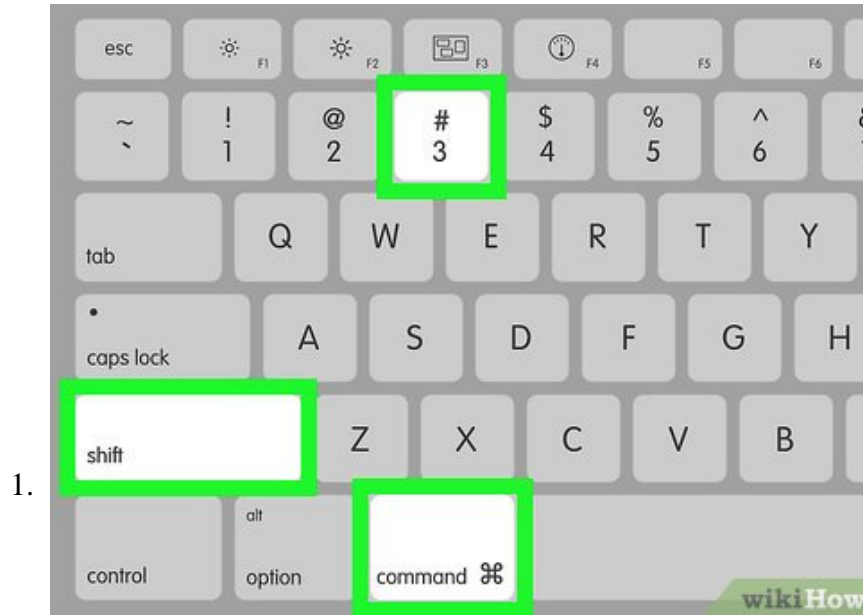 esc F1 F2 F3 F4 F5 F6
~ ! @ # $ % ^
` 1 2 3 4 5 6
tab Q W E R T Y
caps lock A S D F G H
shift Z X C V B
1.
alt
control option command ⌘
wikiHow